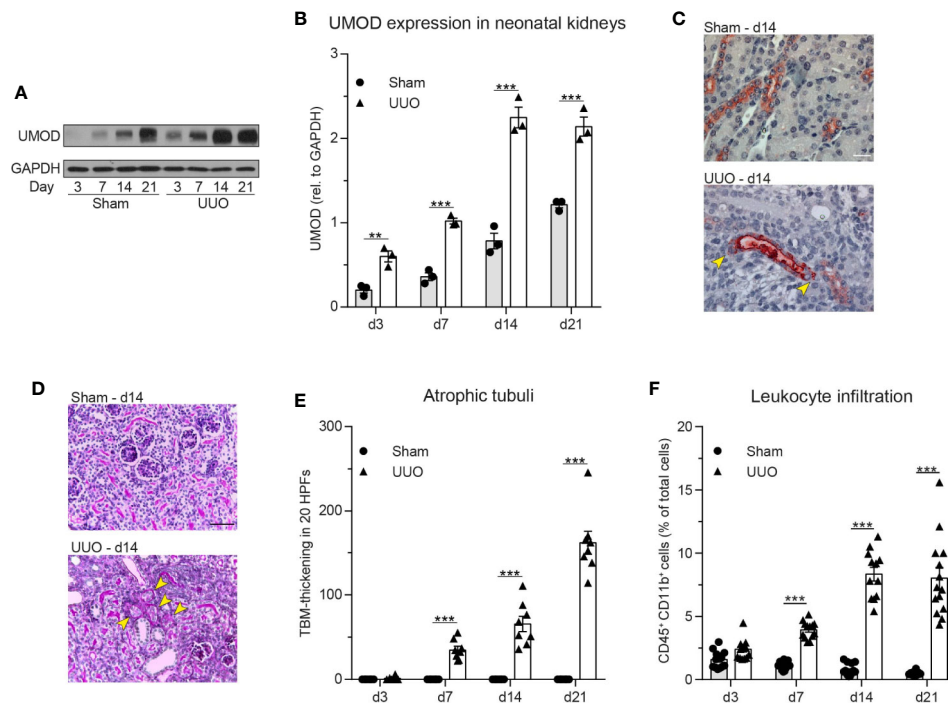 A
UMOD
GAPDH
Day 3 7 14 21 3 7 14 21
Sham UUO
B
UMOD expression in neonatal kidneys
UMOD (rel. to GAPDH)
3
2
1
0
Sham
UUO
**
***
***
***
d3 d7 d14 d21
C
Sham - d14
UUO - d14
D
Sham - d14
UUO - d14
E
Atrophic tubuli
TBM-thickening in 20 HPFs
300
200
150
100
50
0
Sham
UUO
***
***
***
d3 d7 d14 d21
F
Leukocyte infiltration
CD45⁺ CD11b⁺ cells (% of total cells)
20
15
10
5
0
Sham
UUO
***
***
***
d3 d7 d14 d21